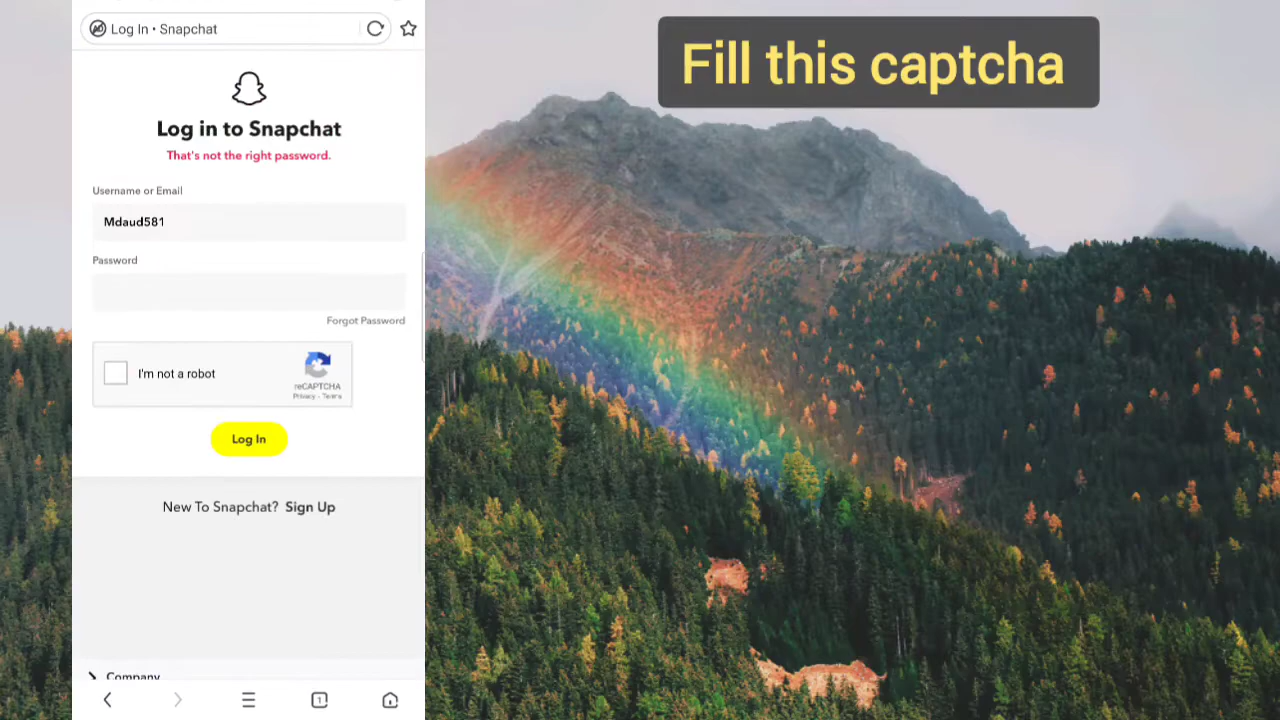 Log In • Snapchat
Fill this captcha
Log in to Snapchat
That's not the right password.
Username or Email
Mdaud581
Password
Forgot Password
I'm not a robot
reCAPTCHA
Privacy - Terms
Log In
New To Snapchat? Sign Up
Company
1